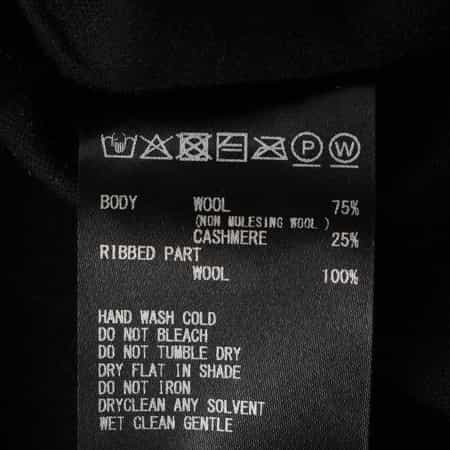 P W
BODY WOOL 75%
(NON MULESING WOOL )
CASHMERE 25%
RIBBED PART
WOOL 100%
HAND WASH COLD
DO NOT BLEACH
DO NOT TUMBLE DRY
DRY FLAT IN SHADE
DO NOT IRON
DRYCLEAN ANY SOLVENT
WET CLEAN GENTLE